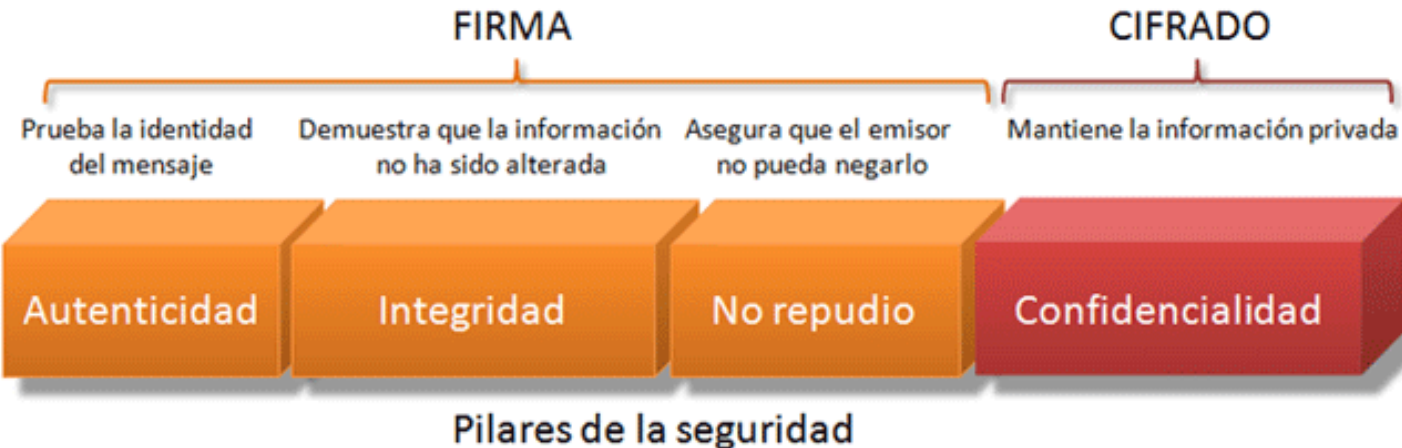 FIRMA
CIFRADO
Prueba la identidad
del mensaje
Demuestra que la información
no ha sido alterada
Asegura que el emisor
no pueda negarlo
Mantiene la información privada
Autenticidad
Integridad
No repudio
Confidencialidad
Pilares de la seguridad